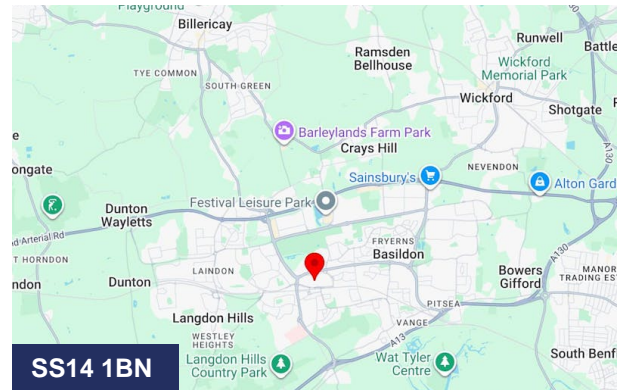 Playground
Billericay
Runwell
Battle
Ramsden
Bellhouse
Wickford
Memorial Park
TYE COMMON
SOUTH GREEN
Wickford
Shotgate
A130
e
Barleylands Farm Park
Crays Hill
NEVENDON
Sainsbury's
ongate
Alton Gard
Festival Leisure Park
Dunton
Wayletts
d Arterial Rd
T HORNDON
FRYERNS
Basildon
LAINDON
ndon
Dunton
Bowers
Gifford
MANOR
TRADING EST
A130
PITSEA
Langdon Hills
VANGE
WESTLEY
HEIGHTS
A13
South Benf
Langdon Hills
Country Park
Wat Tyler
Centre
SS14 1BN